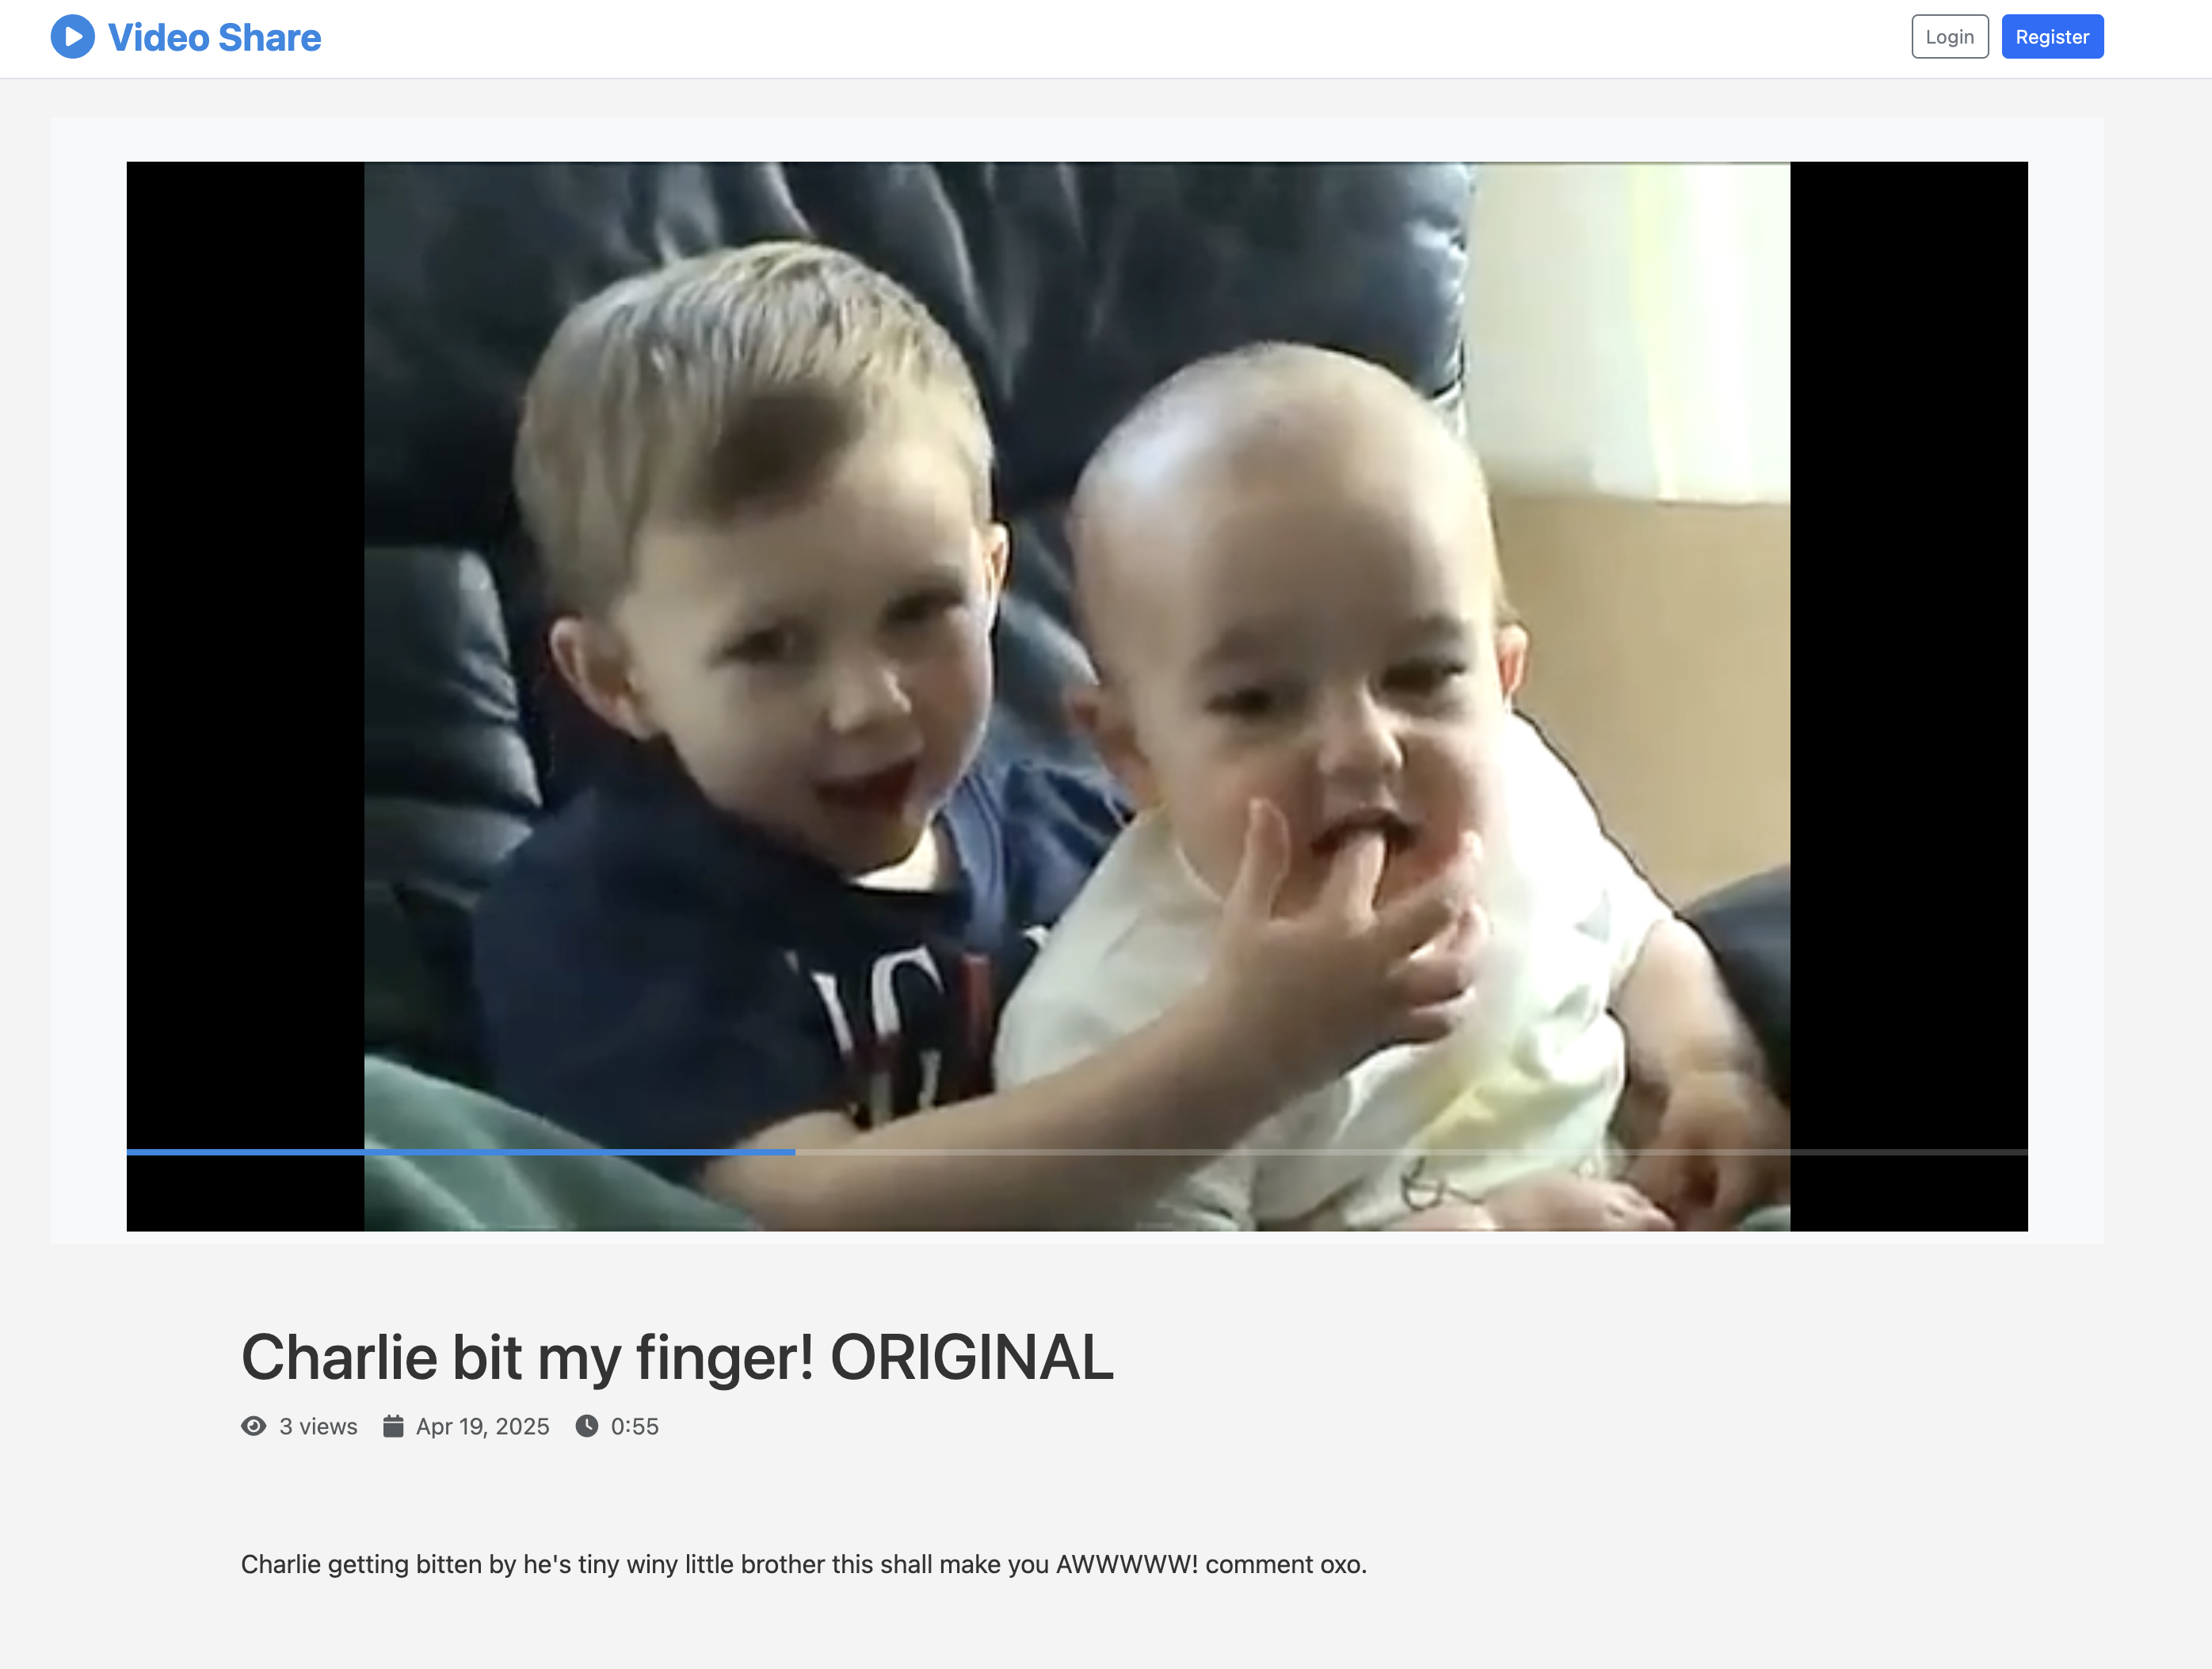 Video Share
Login
Register
Charlie bit my finger! ORIGINAL
3 views Apr 19, 2025 0:55
Charlie getting bitten by he's tiny winy little brother this shall make you AWWWWW! comment oxo.